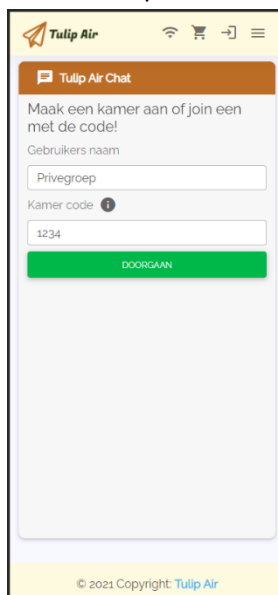 Tulip Air
Tulip Air Chat
Maak een kamer aan of join een
met de code!
Gebruikers naam
Privegroep
Kamer code
1234
DOORGAAN
© 2021 Copyright: Tulip Air